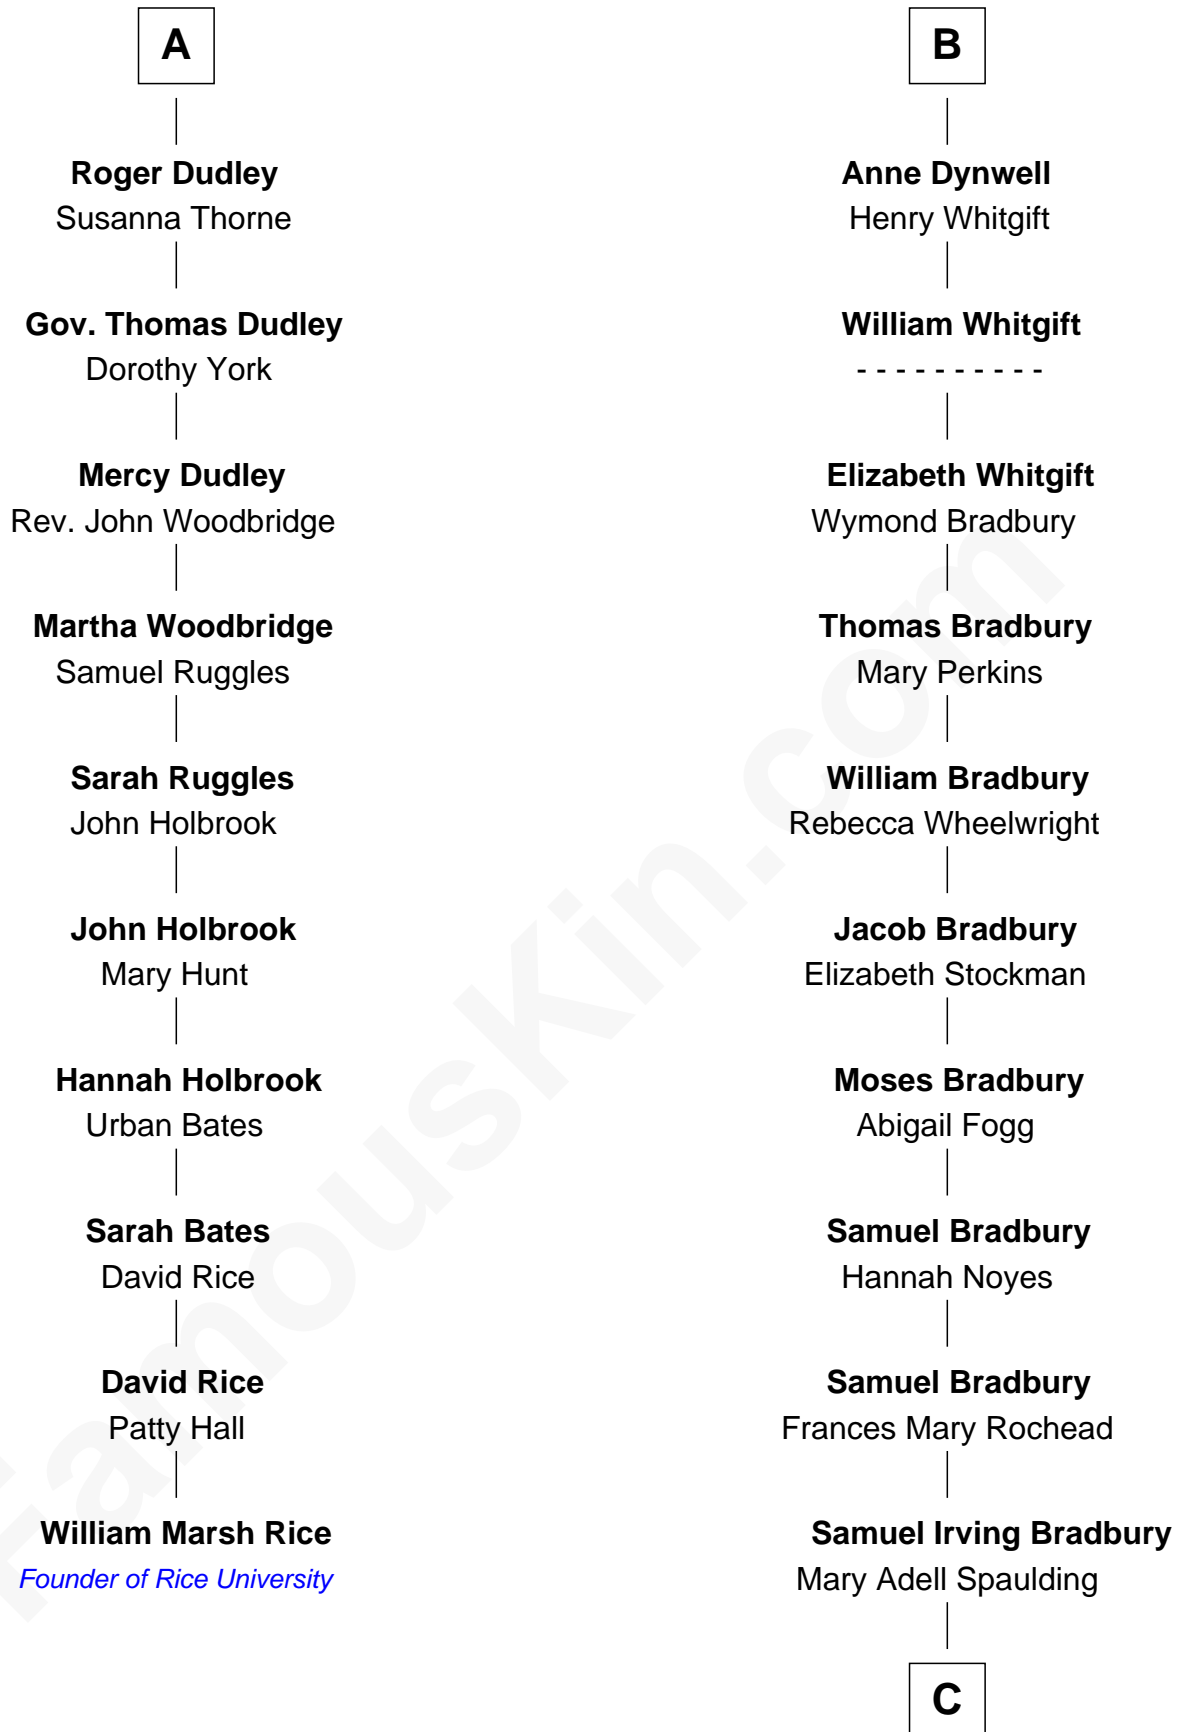 A
Roger Dudley
Susanna Thorne
Gov. Thomas Dudley
Dorothy York
Mercy Dudley
Rev. John Woodbridge
Martha Woodbridge
Samuel Ruggles
Sarah Ruggles
John Holbrook
John Holbrook
Mary Hunt
Hannah Holbrook
Urban Bates
Sarah Bates
David Rice
David Rice
Patty Hall
William Marsh Rice
Founder of Rice University
B
Anne Dynwell
Henry Whitgift
William Whitgift
- - - - - - - - - -
Elizabeth Whitgift
Wymond Bradbury
Thomas Bradbury
Mary Perkins
William Bradbury
Rebecca Wheelwright
Jacob Bradbury
Elizabeth Stockman
Moses Bradbury
Abigail Fogg
Samuel Bradbury
Hannah Noyes
Samuel Bradbury
Frances Mary Rochead
Samuel Irving Bradbury
Mary Adell Spaulding
C
FamousKin.com